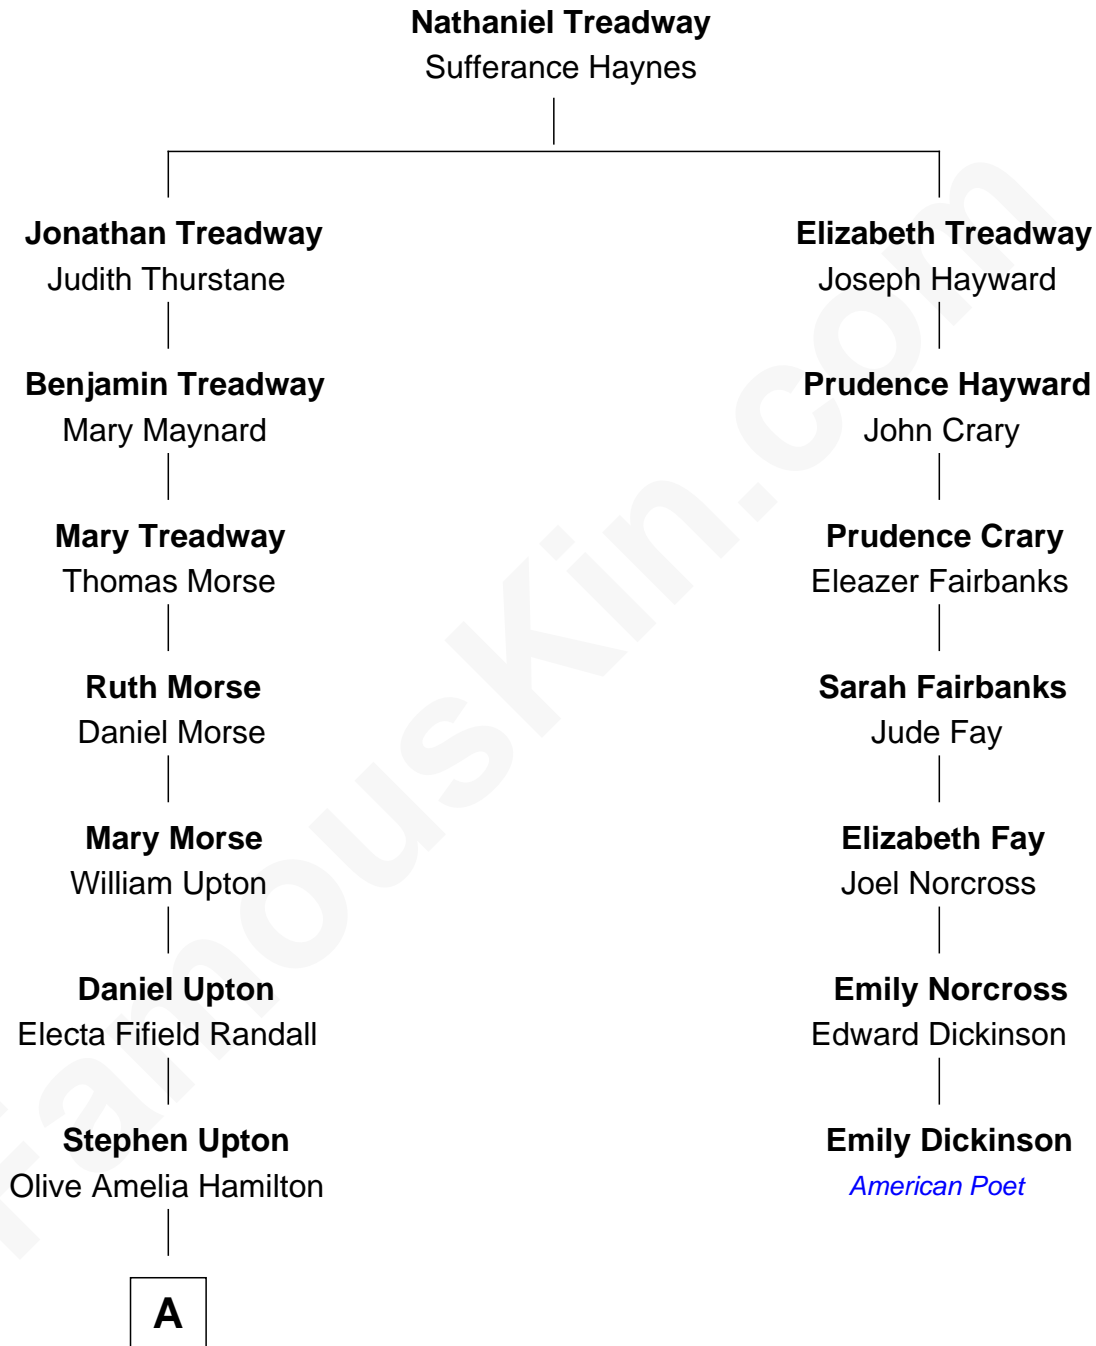 Nathaniel Treadway
Sufferance Haynes
Jonathan Treadway
Judith Thurstane
Elizabeth Treadway
Joseph Hayward
Benjamin Treadway
Mary Maynard
Prudence Hayward
John Crary
Mary Treadway
Thomas Morse
Prudence Crary
Eleazer Fairbanks
Ruth Morse
Daniel Morse
Sarah Fairbanks
Jude Fay
Mary Morse
William Upton
Elizabeth Fay
Joel Norcross
Daniel Upton
Electa Fifield Randall
Emily Norcross
Edward Dickinson
Stephen Upton
Olive Amelia Hamilton
Emily Dickinson
American Poet
A
FamousKin.com